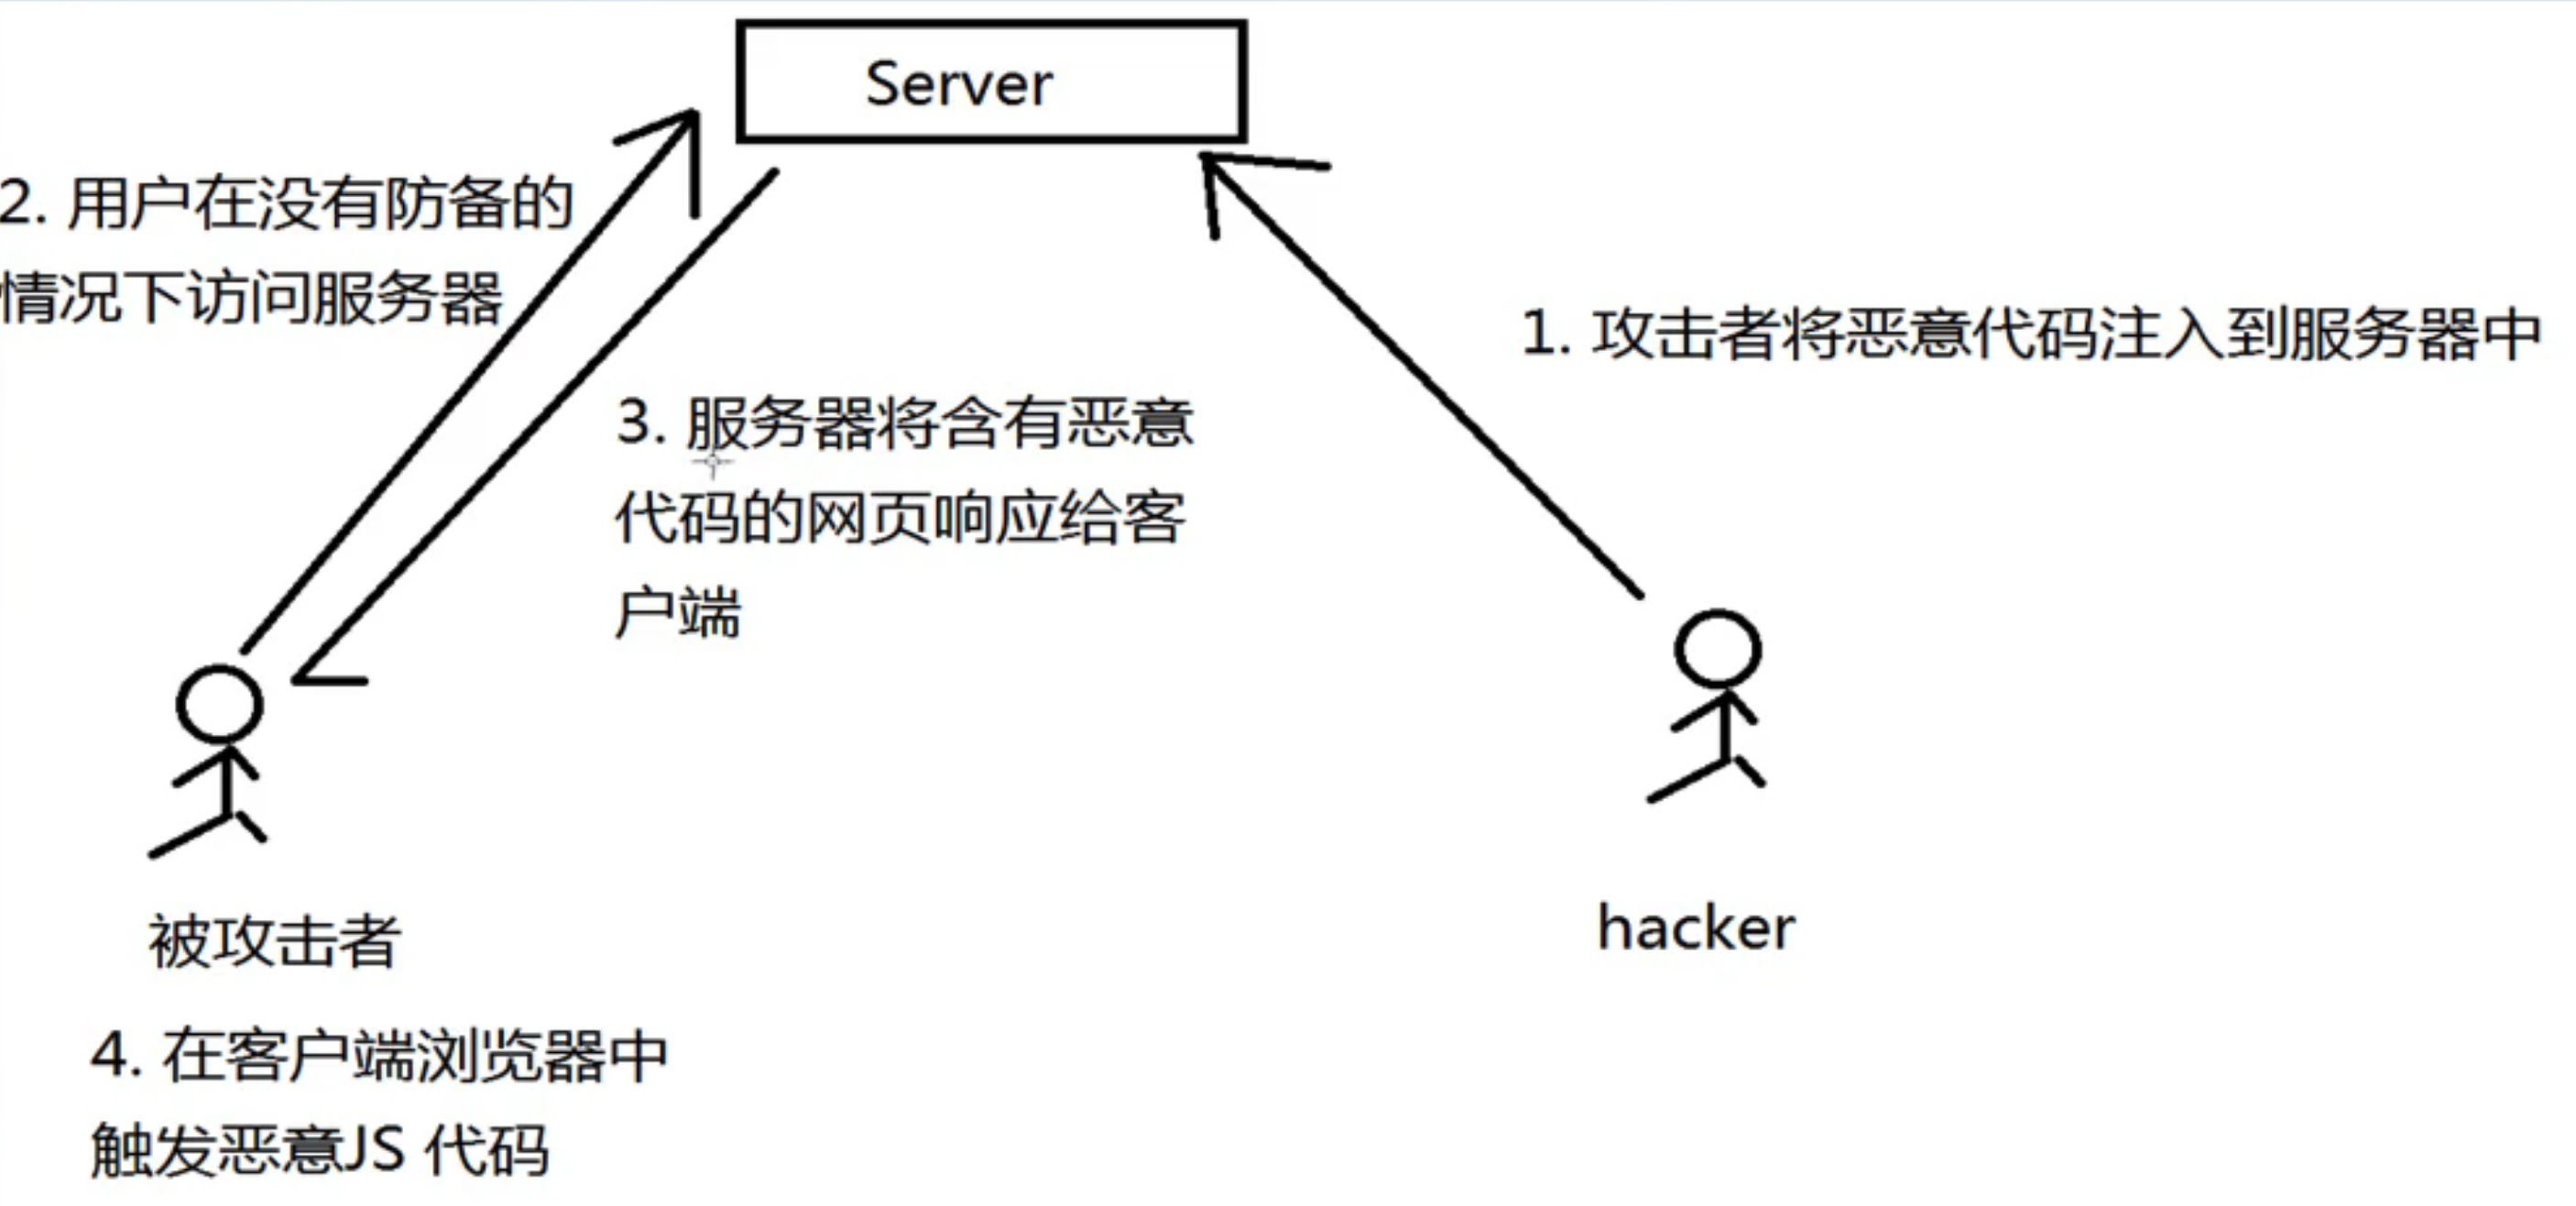 Server
2. 用户在没有防备的
情况下访问服务器
1. 攻击者将恶意代码注入到服务器中
3. 服务器将含有恶意
代码的网页响应给客
户端
被攻击者
hacker
4. 在客户端浏览器中
触发恶意JS 代码